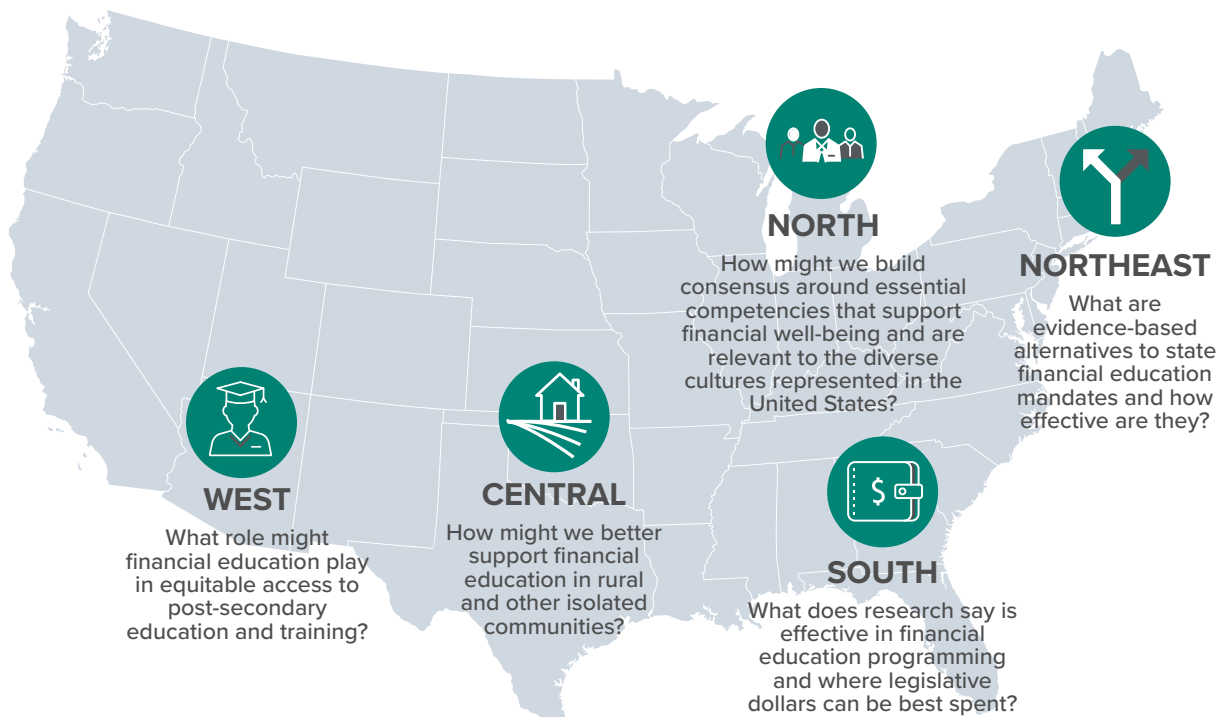 NORTH
How might we build
consensus around essential
competencies that support
financial well-being and are
relevant to the diverse
cultures represented in the
United States?
NORTHEAST
What are
evidence-based
alternatives to state
financial education
mandates and how
effective are they?
WEST
What role might
financial education play
in equitable access to
post-secondary
education and training?
CENTRAL
How might we better
support financial
education in rural
and other isolated
communities?
$
SOUTH
What does research say is
effective in financial
education programming
and where legislative
dollars can be best spent?